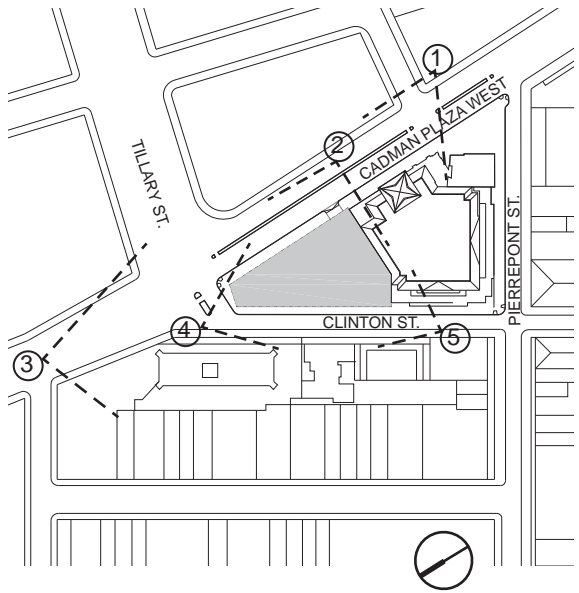 1
CADMAN PLAZA WEST
2
TILLARY ST.
PIERREPONT ST.
CLINTON ST.
4
5
3